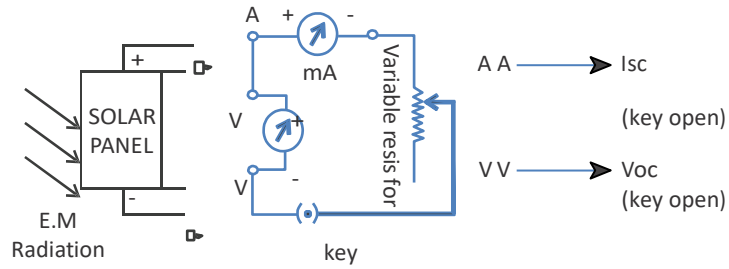 +
SOLAR
PANEL
-
E.M
Radiation
A
+
-
mA
V
+
V
-
Variable resis for
key
A A
Isc
(key open)
V V
Voc
(key open)